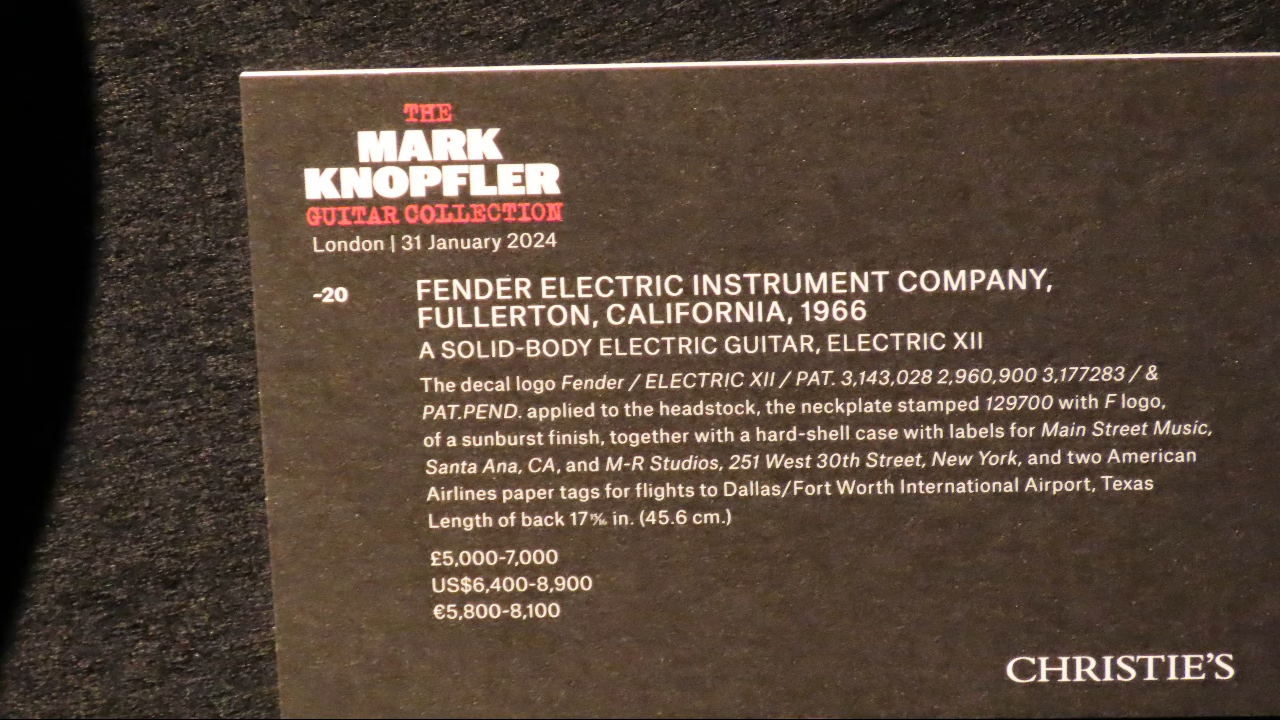 THE
MARK
KNOPFLER
GUITAR COLLECTION
London | 31 January 2024
-20
FENDER ELECTRIC INSTRUMENT COMPANY,
FULLERTON, CALIFORNIA, 1966
A SOLID-BODY ELECTRIC GUITAR, ELECTRIC XII
The decal logo Fender / ELECTRIC XII / PAT. 3,143,028 2,960,900 3,177283 / &
PAT.PEND. applied to the headstock, the neckplate stamped 129700 with F logo,
of a sunburst finish, together with a hard-shell case with labels for Main Street Music,
Santa Ana, CA, and M-R Studios, 251 West 30th Street, New York, and two American
Airlines paper tags for flights to Dallas/Fort Worth International Airport, Texas
Length of back 17 in. (45.6 cm.)
£5,000-7,000
US$6,400-8,900
€5,800-8,100
CHRISTIE'S